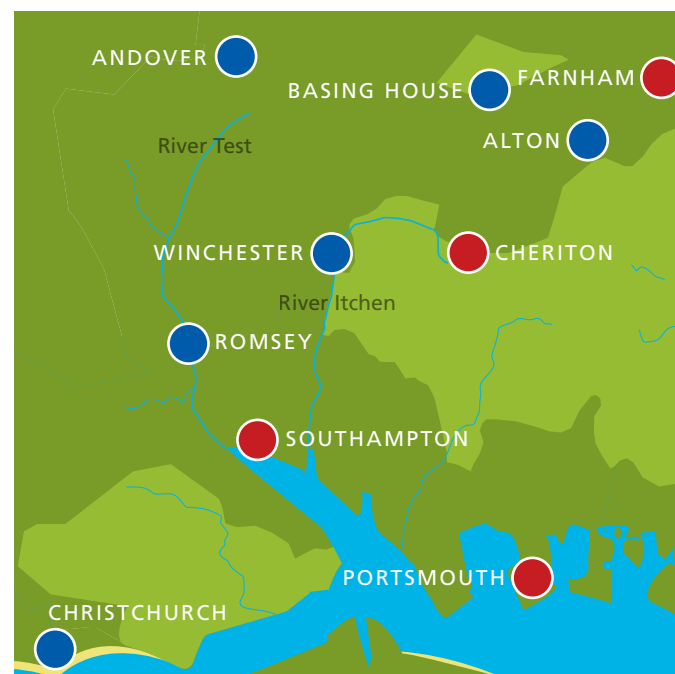 ANDOVER
FARNHAM
BASING HOUSE
ALTON
River Test
WINCHESTER
CHERITON
River Itchen
ROMSEY
SOUTHAMPTON
PORTSMOUTH
CHRISTCHURCH